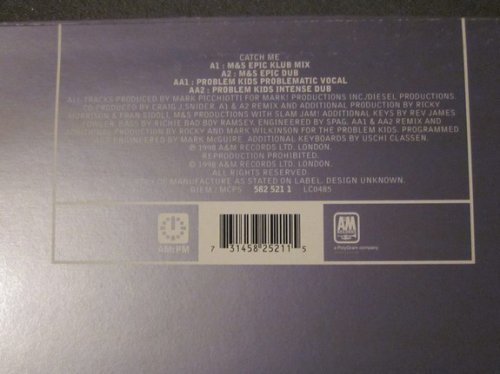 CATCH ME
A1 : M&S EPIC KLUB MIX
A2 : M&S EPIC DUB
AA1 : PROBLEM KIDS PROBLEMATIC VOCAL
AA2 : PROBLEM KIDS INTENSE DUB
ALL TRACKS PRODUCED BY MARK PICCHIOTTI FOR MARK! PRODUCTIONS INC./DIESEL PRODUCTIONS.
CO PRODUCED BY CRAIG J.SNIDER. A1 & A2 REMIX AND ADDITIONAL PRODUCTION BY RICKY
MORRISON & FRAN SIDOLI, M&S PRODUCTIONS WITH SLAM JAM! ADDITIONAL KEYS BY REV JAMES
BASS BY RICHIE BAD BOY RAMSEY. ENGINEERED BY SPAG. AA1 & AA2 REMIX AND
PRODUCTION BY ROCKY AND MARK WILKINSON FOR THE PROBLEM KIDS. PROGRAMMED
BY MARK McGUIRE. ADDITIONAL KEYBOARDS BY USCHI CLASSEN.
℗ 1998 A&M RECORDS LTD. LONDON.
REPRODUCTION PROHIBITED.
© 1998 A&M RECORDS LTD. LONDON.
ALL RIGHTS RESERVED.
OF MANUFACTURE AS STATED ON LABEL. DESIGN UNKNOWN.
BIEM : MCPS 582 521 1 LC0485
AM:PM
7 31458 25211 5
A&M
a PolyGram company